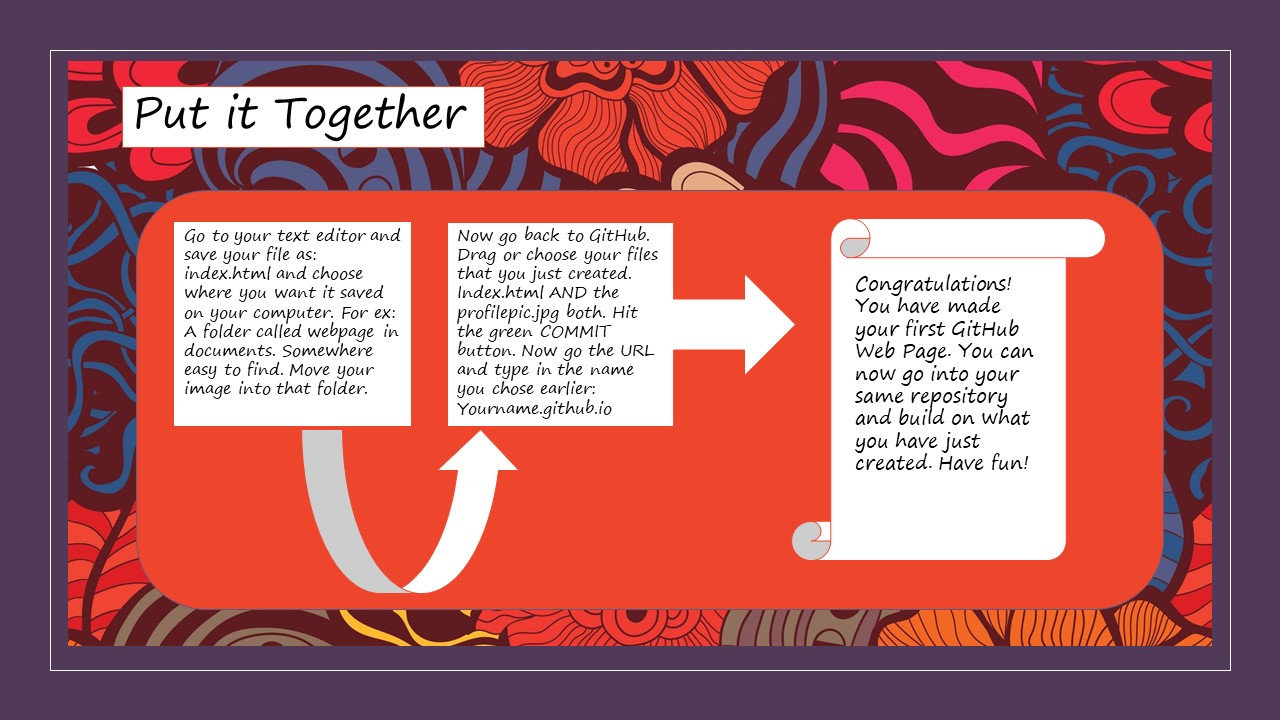 Put it Together
Go to your text editor and
save your file as:
index.html and choose
where you want it saved
on your computer. For ex:
A folder called webpage in
documents. Somewhere
easy to find. Move your
image into that folder.
Now go back to GitHub.
Drag or choose your files
that you just created.
Index.html AND the
profilepic.jpg both. Hit
the green COMMIT
button. Now go the URL
and type in the name
you chose earlier:
Yourname.github.io
Congratulations!
You have made
your first GitHub
Web Page. You can
now go into your
same repository
and build on what
you have just
created. Have fun!